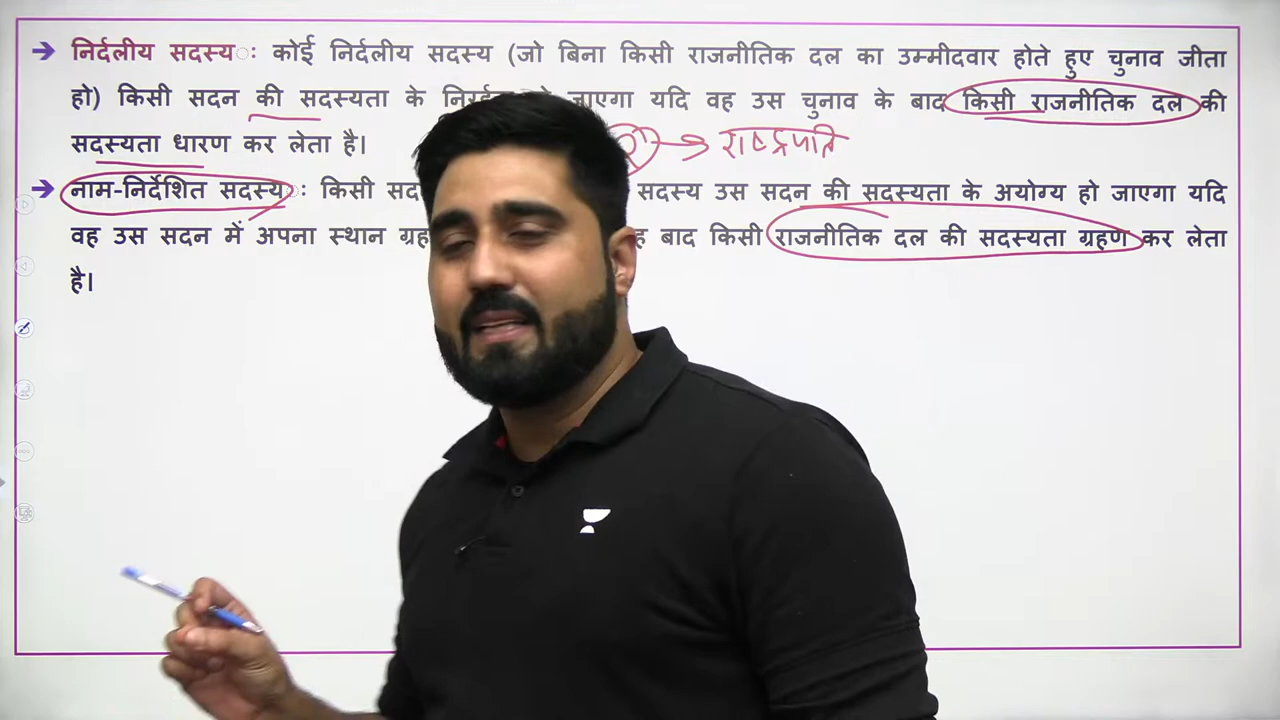 निर्दलीय सदस्यः कोई निर्दलीय सदस्य (जो बिना किसी राजनीतिक दल का उम्मीदवार होते हुए चुनाव जीता
हो) किसी सदन की सदस्यता के जाएगा यदि वह उस चुनाव के बाद किसी राजनीतिक दल की
सदस्यता धारण कर लेता है।
राष्ट्रपति
नाम-निर्देशित सदस्य : किसी सदस्य उस सदन की सदस्यता के अयोग्य हो जाएगा यदि
वह उस सदन में अपना स्थान बाद किसी राजनीतिक दल की सदस्यता ग्रहण कर लेता
है।